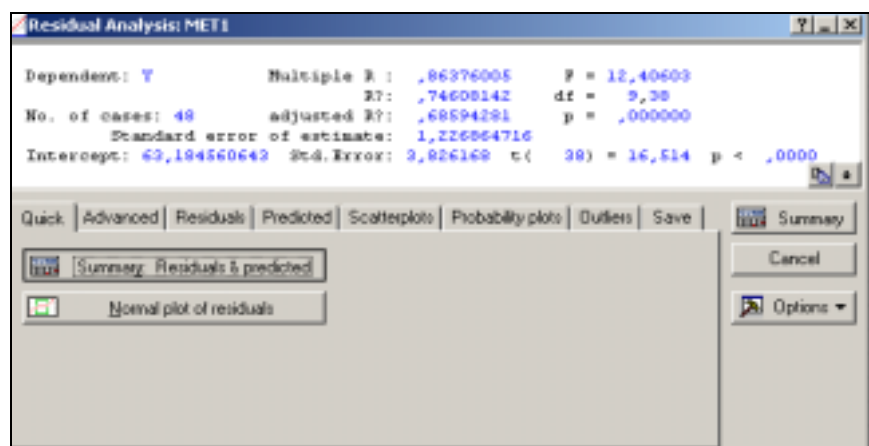 Residual Analysis: MET1
Dependent: Y Multiple R : ,86376005 F = 12,40603
R?: ,74608142 df = 9,38
No. of cases: 48 adjusted R?: ,68594281 p = ,000000
Standard error of estimate: 1,226864716
Intercept: 63,184560643 Std.Error: 3,826168 t( 38) = 16,514 p < ,0000
Quick Advanced Residuals Predicted Scatterplots Probability plots Outliers Save
Summary
Summary: Residuals & predicted
Cancel
Normal plot of residuals
Options